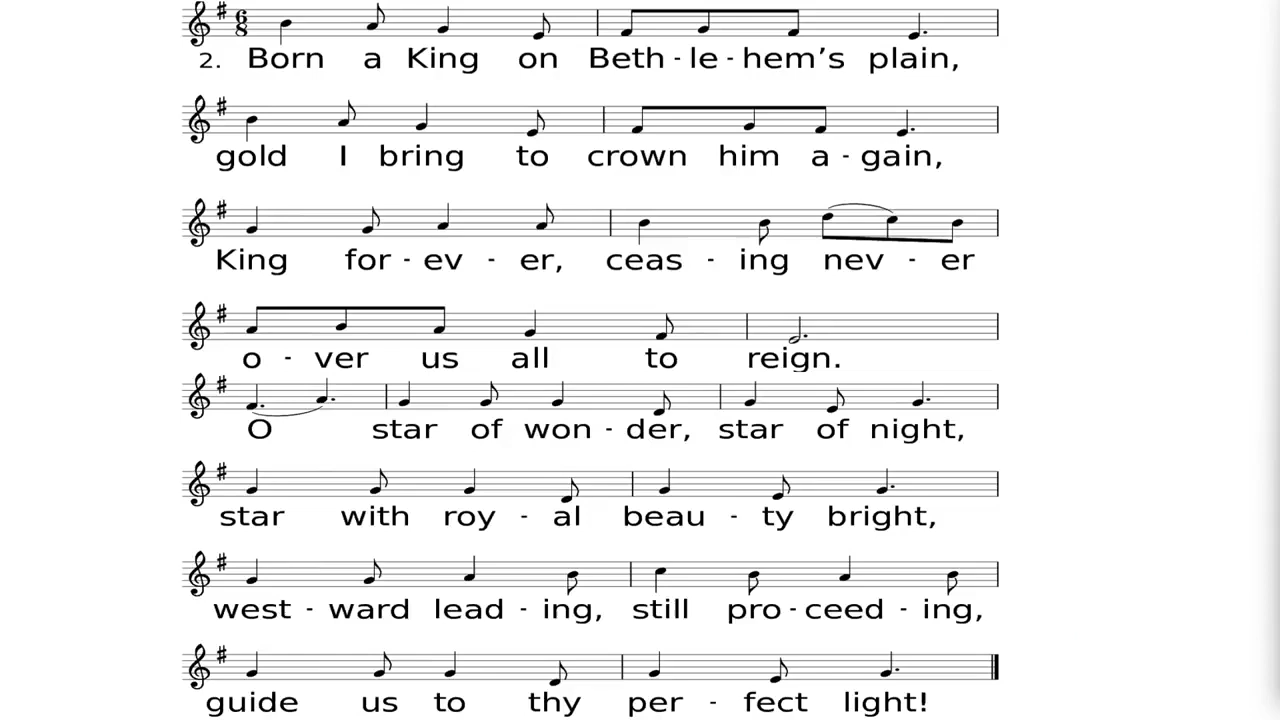 2. Born a King on Beth - le - hem's plain,
gold I bring to crown him a - gain,
King for - ev - er, ceas - ing nev - er
o - ver us all to reign.
O star of won - der, star of night,
star with roy - al beau - ty bright,
west - ward lead - ing, still pro - ceed - ing,
guide us to thy per - fect light!